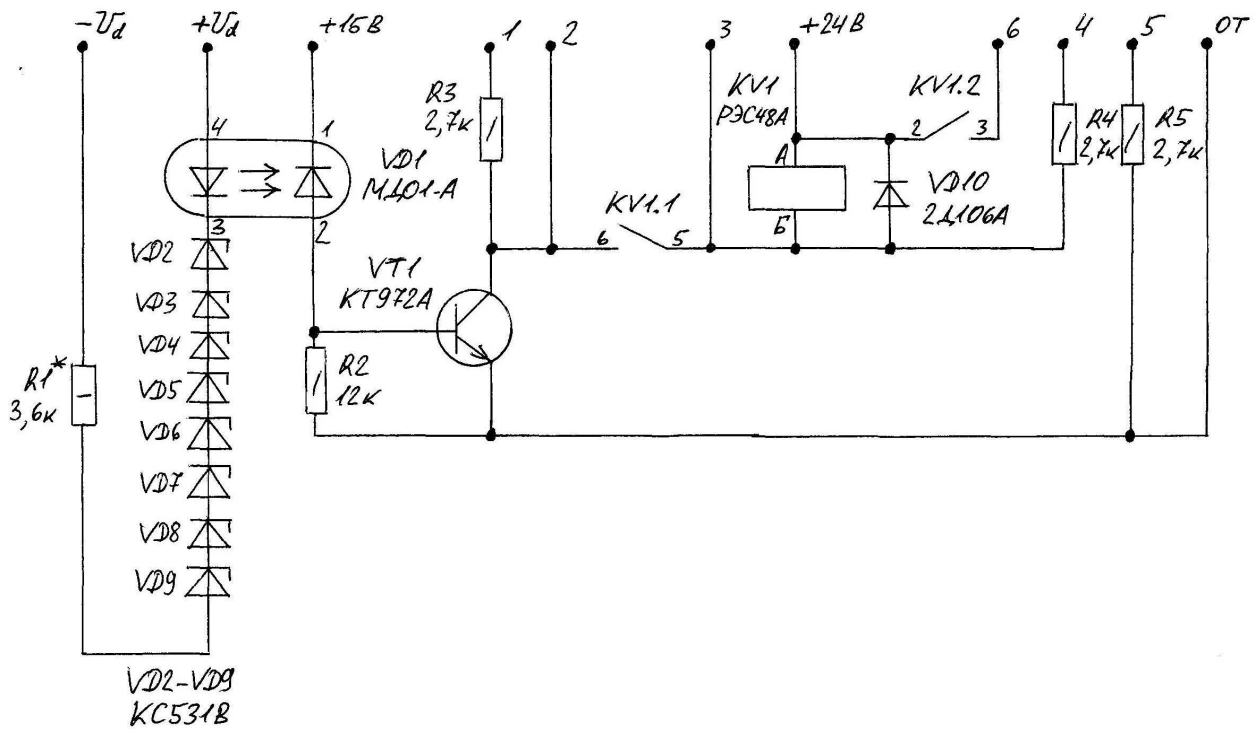 -Ud
+Ud
+15В
1
2
3
+24В
6
4
5
ОТ
R3
2,7к
KV1
РЭС48А
KV1.2
2
3
R4
2,7к
R5
2,7к
4
1
VD1
МДО1-А
3
2
А
Б
VD10
2Д106А
KV1.1
6
5
VD2
VD3
VD4
VD5
VD6
VD7
VD8
VD9
VT1
КТ972А
R1*
3,6к
R2
12к
VD2-VD9
КС531В